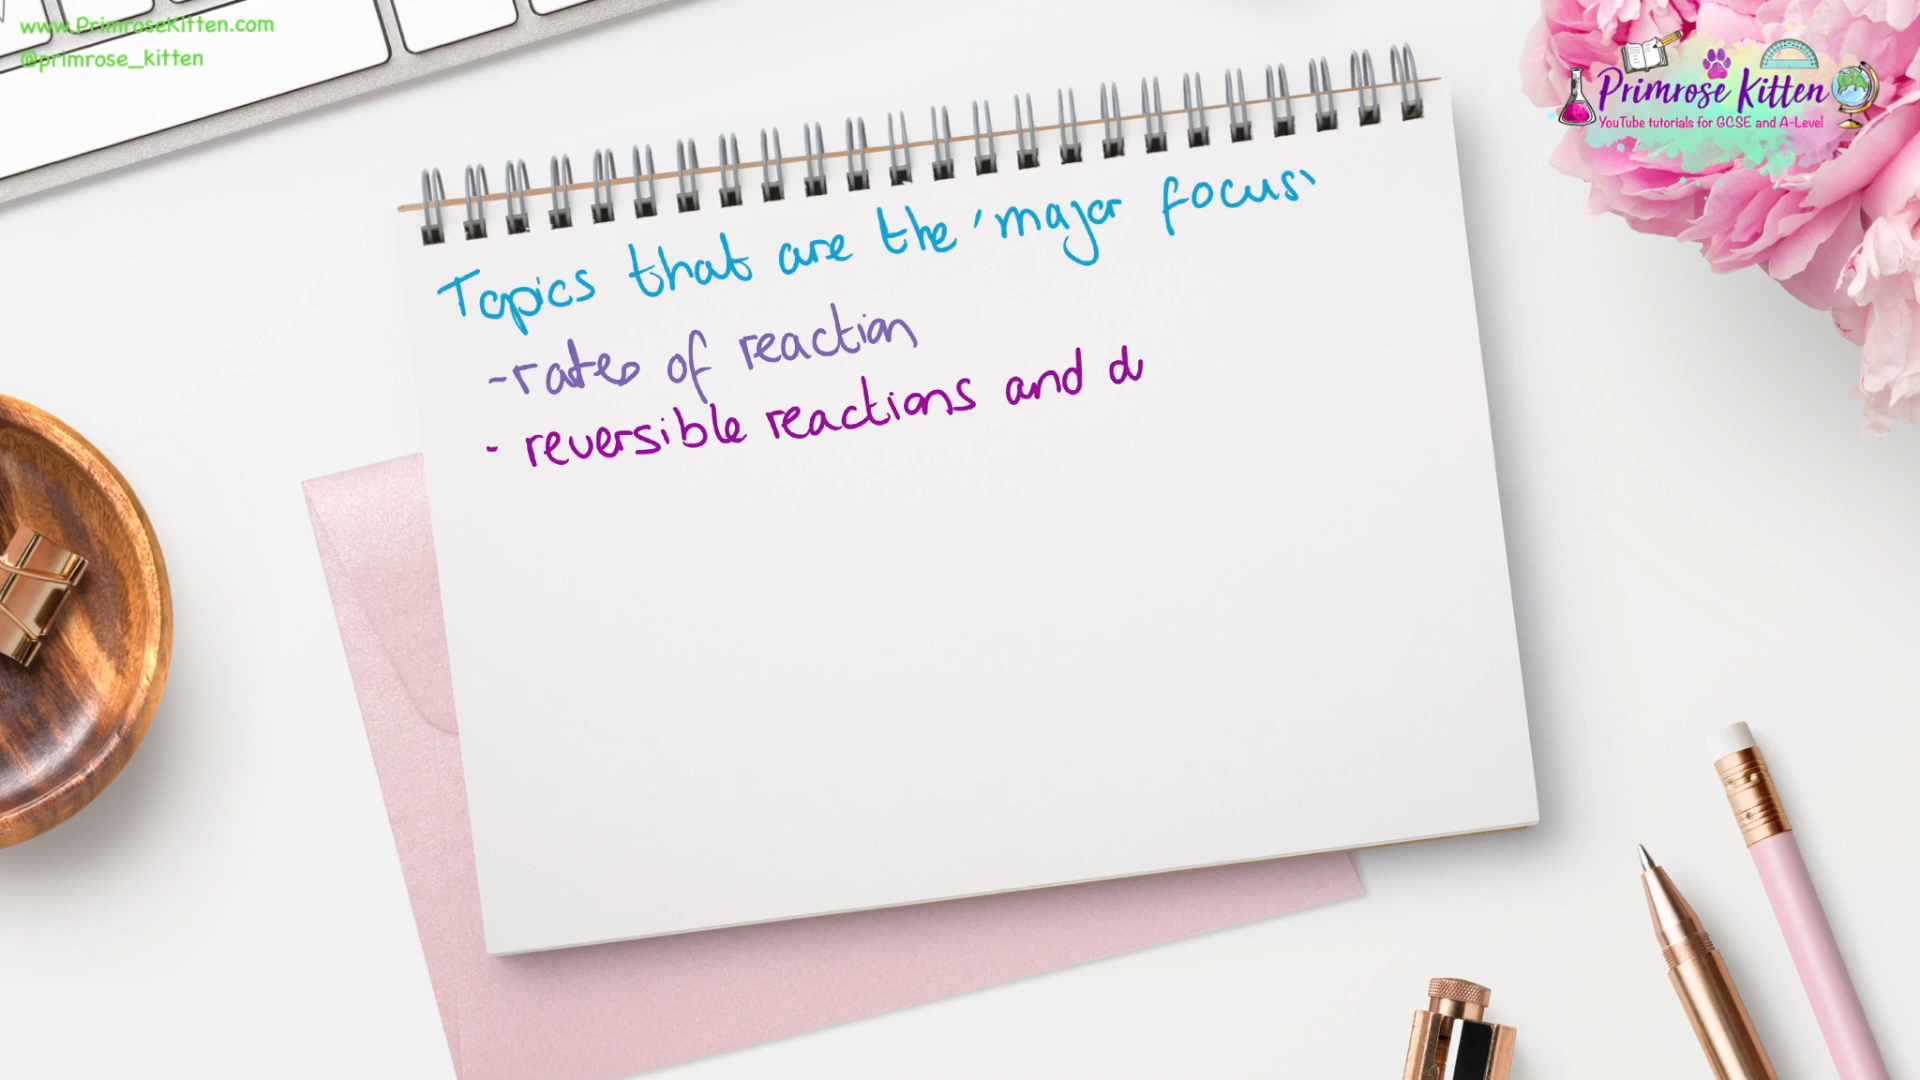 www.PrimroseKitten.com
@primrose_kitten
Primrose Kitten
YouTube tutorials for GCSE and A-Level
Topics that are the 'major focus'
-rates of reaction
- reversible reactions and d